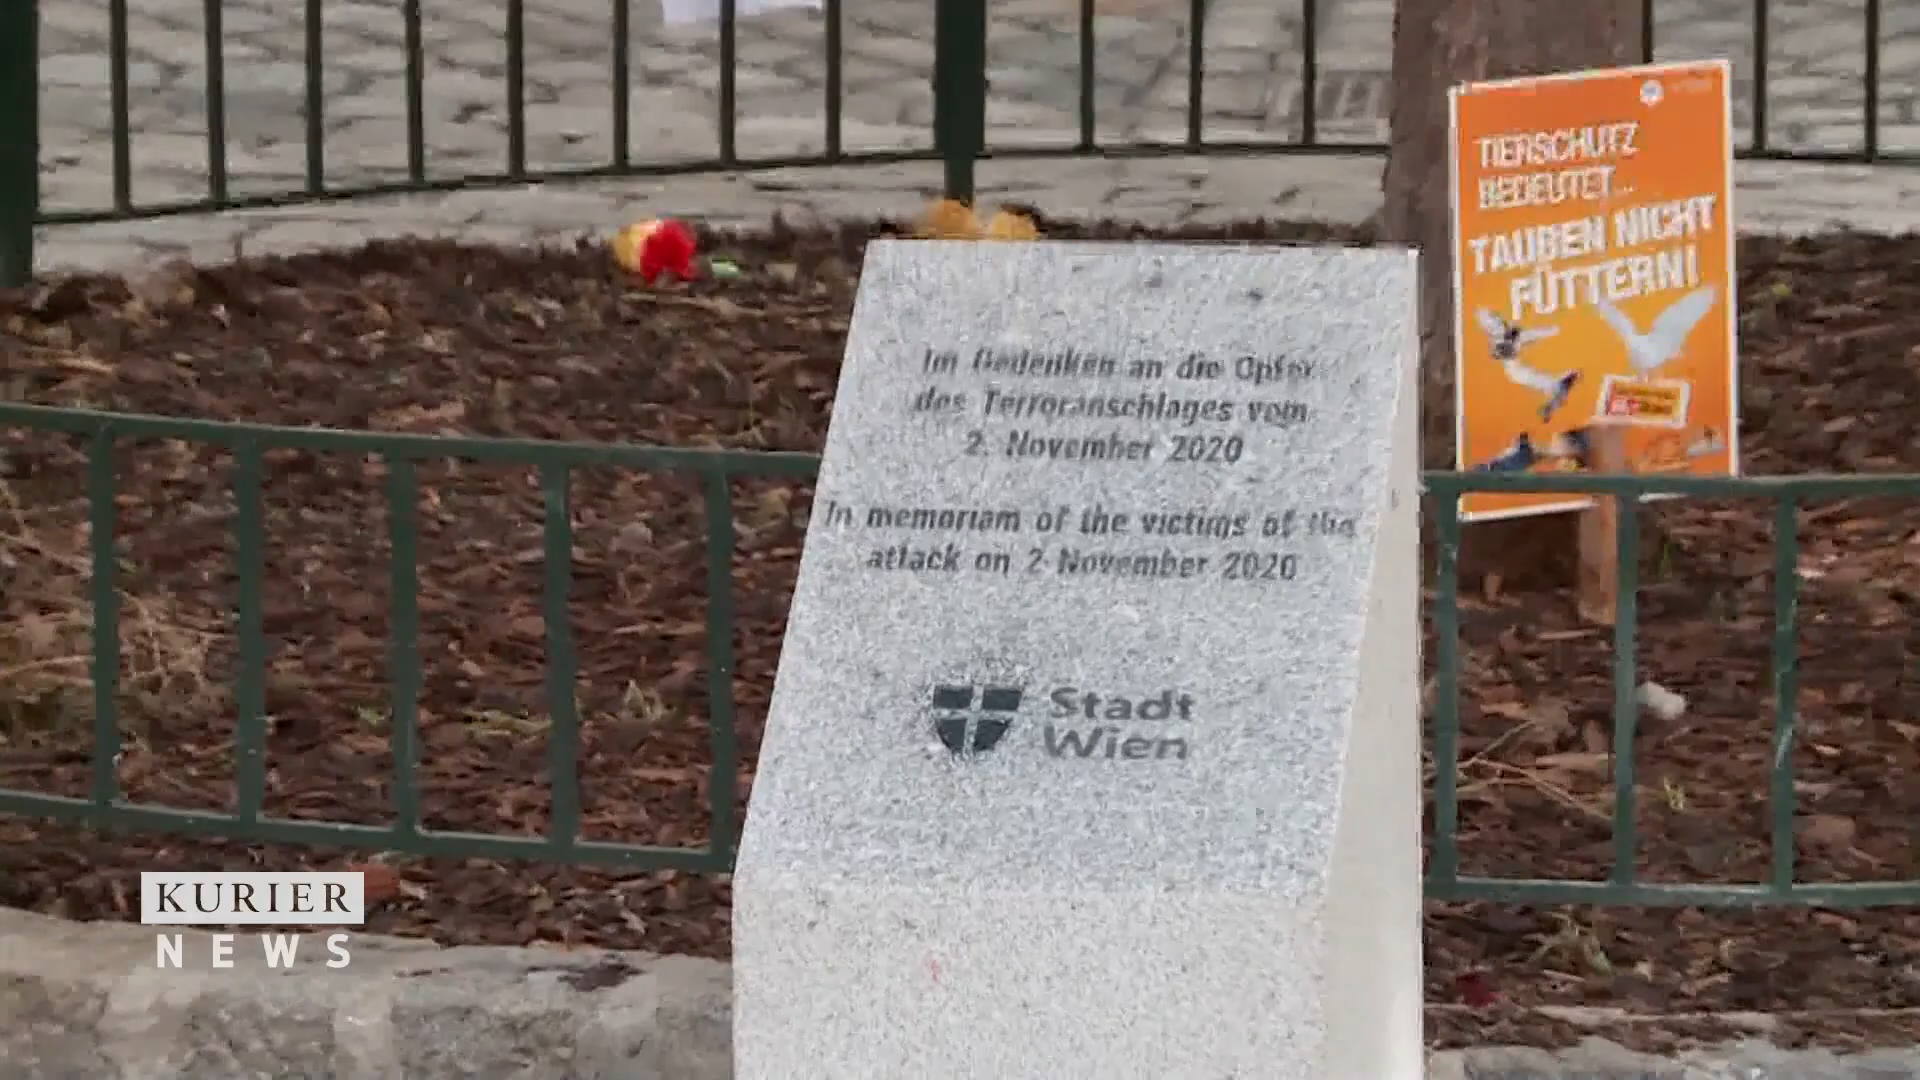 TIERSCHUTZ
BEDEUTET...
TAUBEN NICHT
FÜTTERN!
Im Gedenken an die Opfer
des Terroranschlages vom
2. November 2020
In memoriam of the victims of the
attack on 2 November 2020
Stadt
Wien
KURIER
NEWS